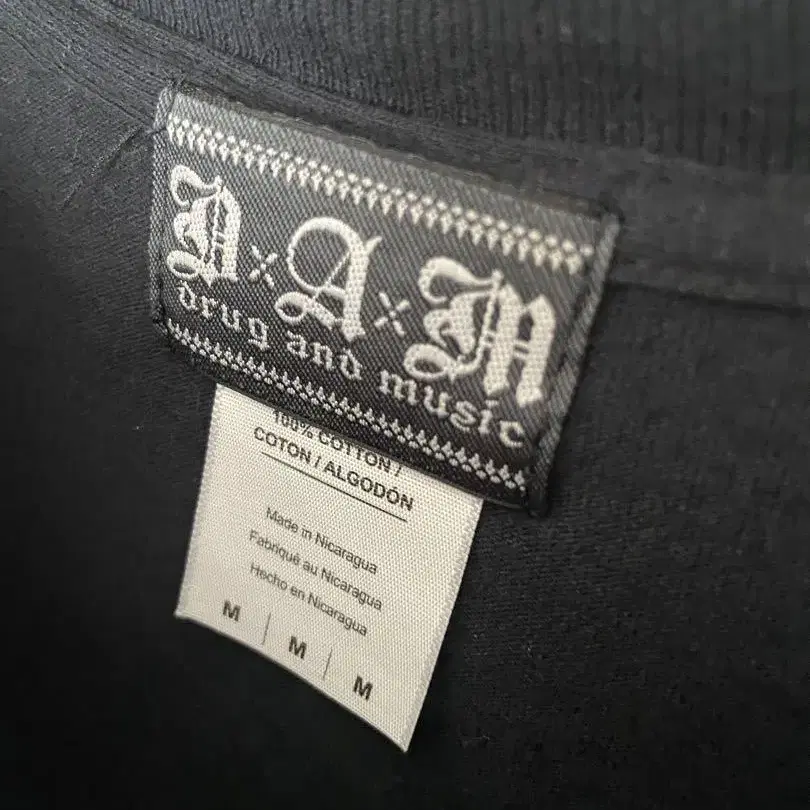 D×A×M
drug and music
100% COTTON /
COTON / ALGODÓN
Made in Nicaragua
Fabriqué au Nicaragua
Hecho en Nicaragua
M | M | M